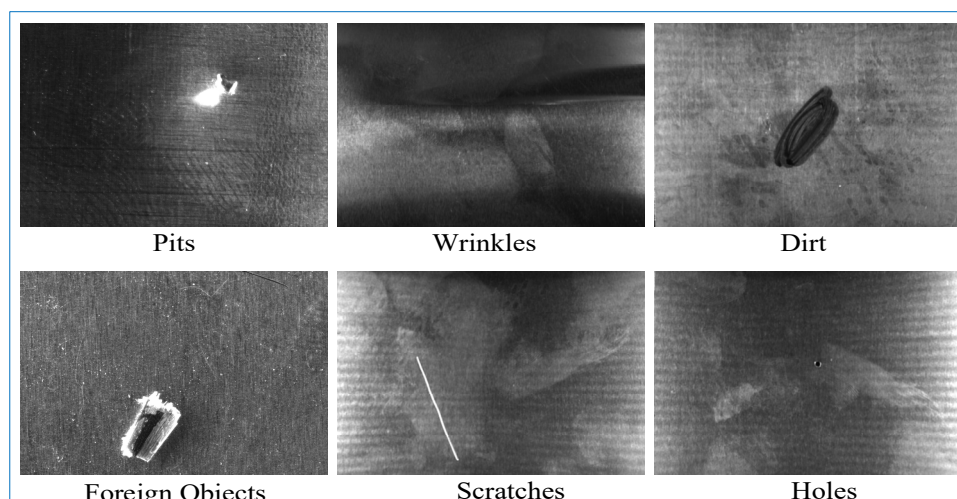 Pits
Wrinkles
Dirt
Foreign Objects
Scratches
Holes